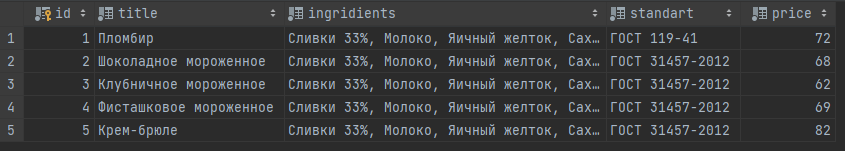 id title ingridients standart price
1 1 Пломбир Сливки 33%, Молоко, Яичный желток, Сах… ГОСТ 119-41 72
2 2 Шоколадное мороженное Сливки 33%, Молоко, Яичный желток, Сах… ГОСТ 31457-2012 68
3 3 Клубничное мороженное Сливки 33%, Молоко, Яичный желток, Сах… ГОСТ 31457-2012 62
4 4 Фисташковое мороженное Сливки 33%, Молоко, Яичный желток, Сах… ГОСТ 31457-2012 69
5 5 Крем-брюле Сливки 33%, Молоко, Яичный желток, Сах… ГОСТ 31457-2012 82